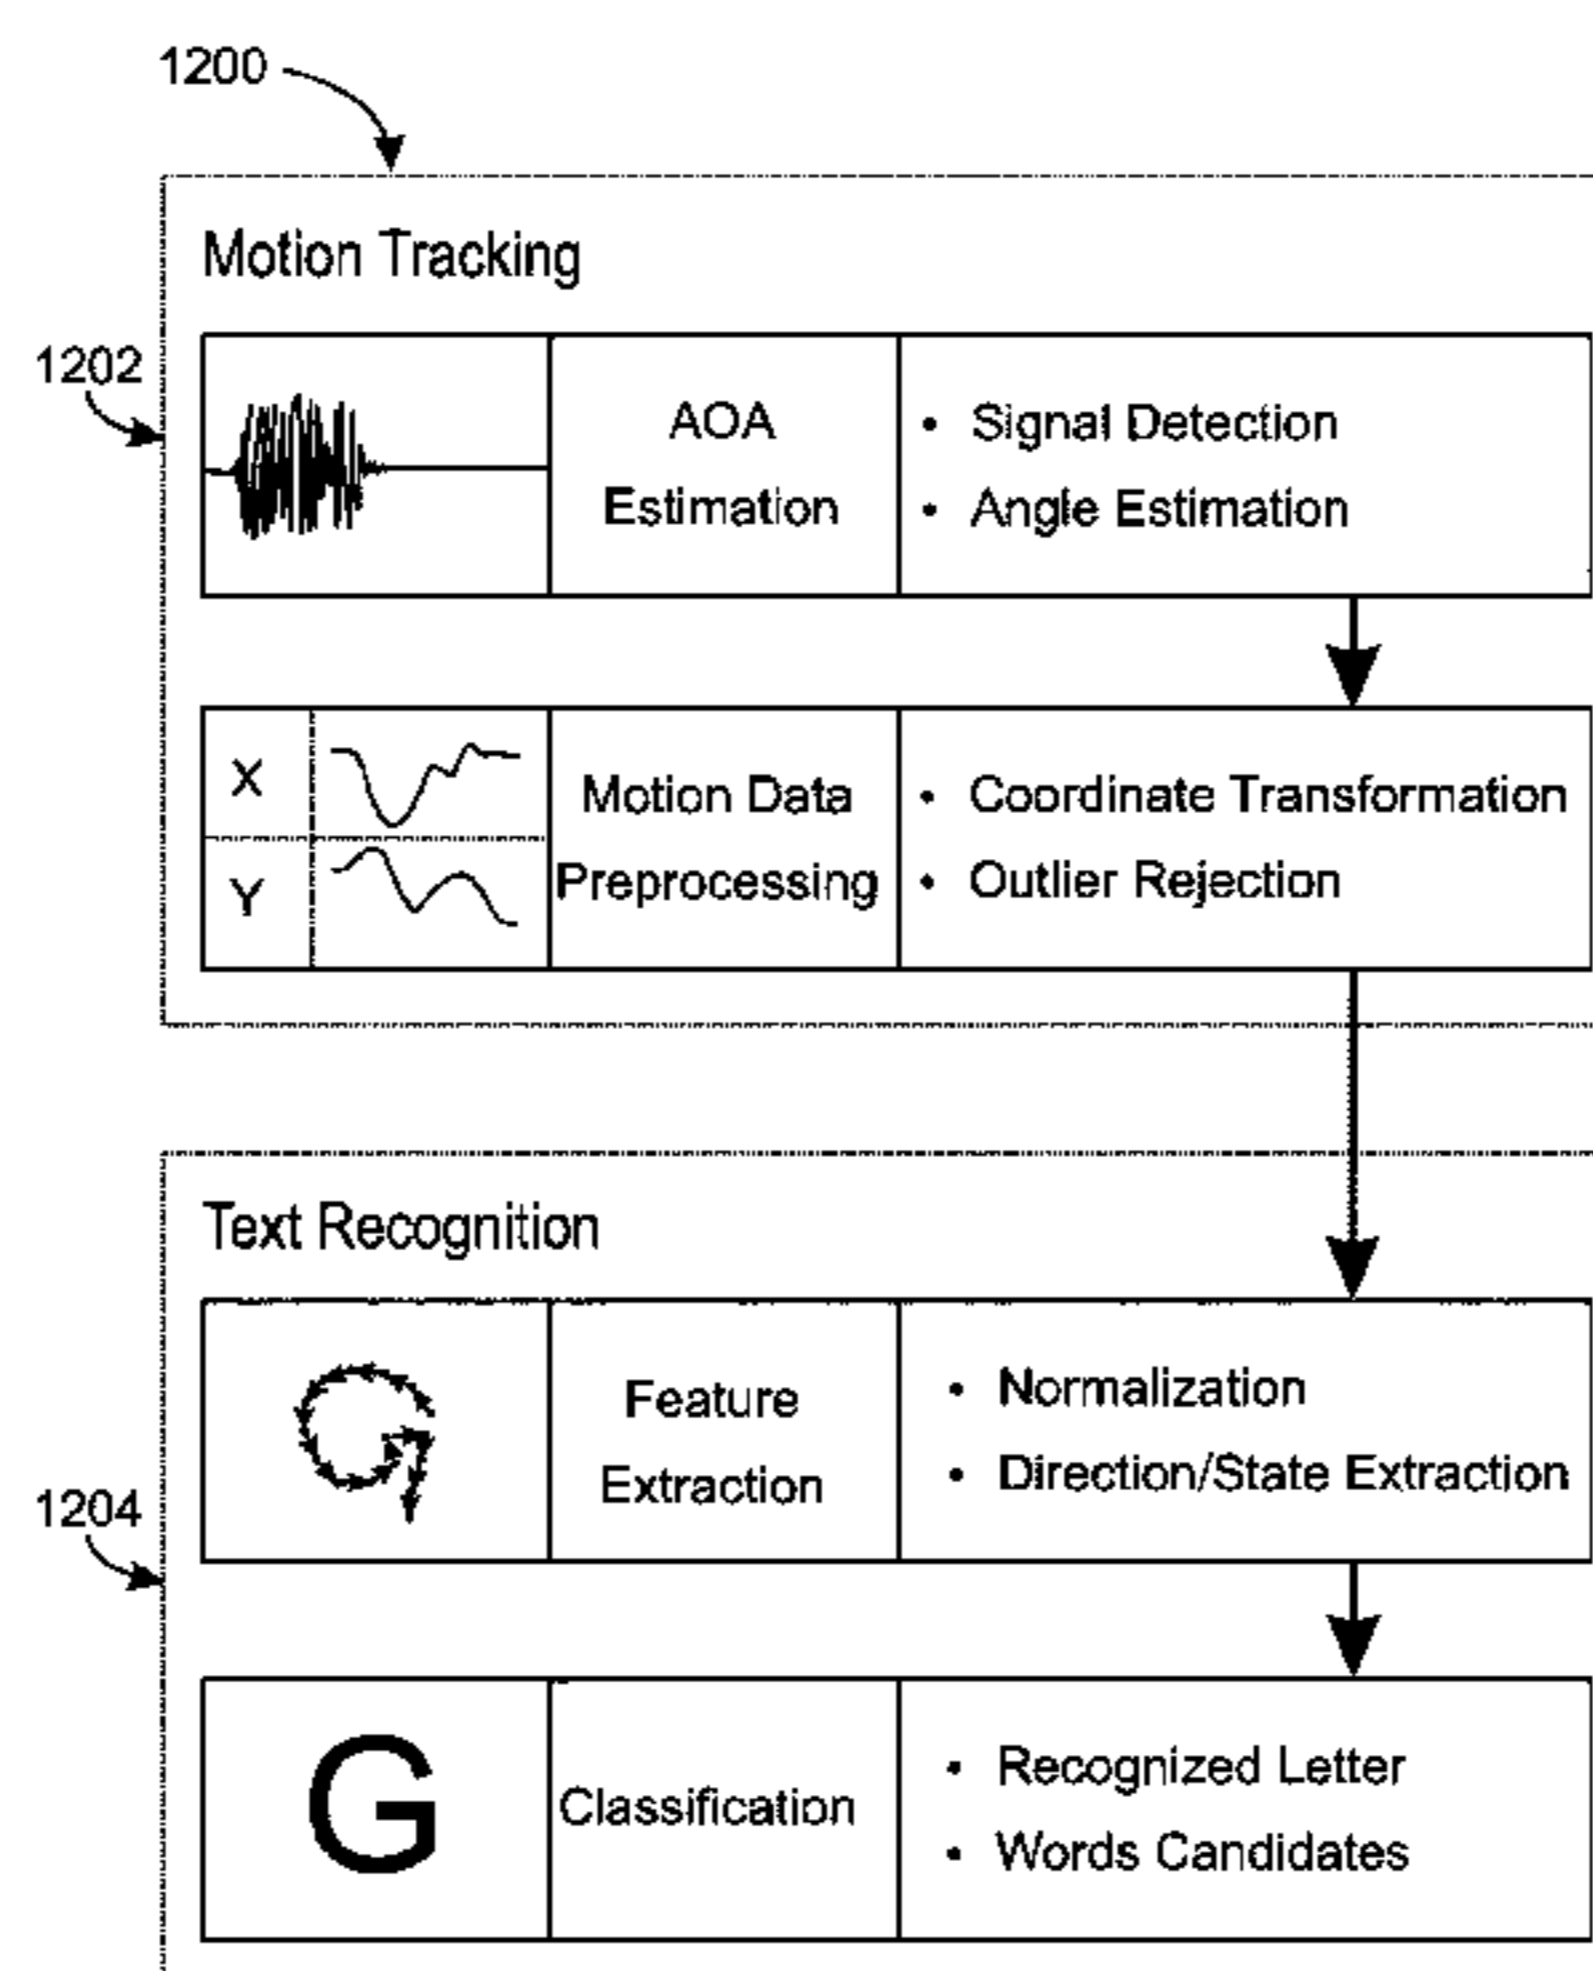 1200
Motion Tracking
1202
AOA
Estimation
• Signal Detection
• Angle Estimation
X
Y
Motion Data
Preprocessing
• Coordinate Transformation
• Outlier Rejection
Text Recognition
1204
Feature
Extraction
• Normalization
• Direction/State Extraction
G
Classification
• Recognized Letter
• Words Candidates